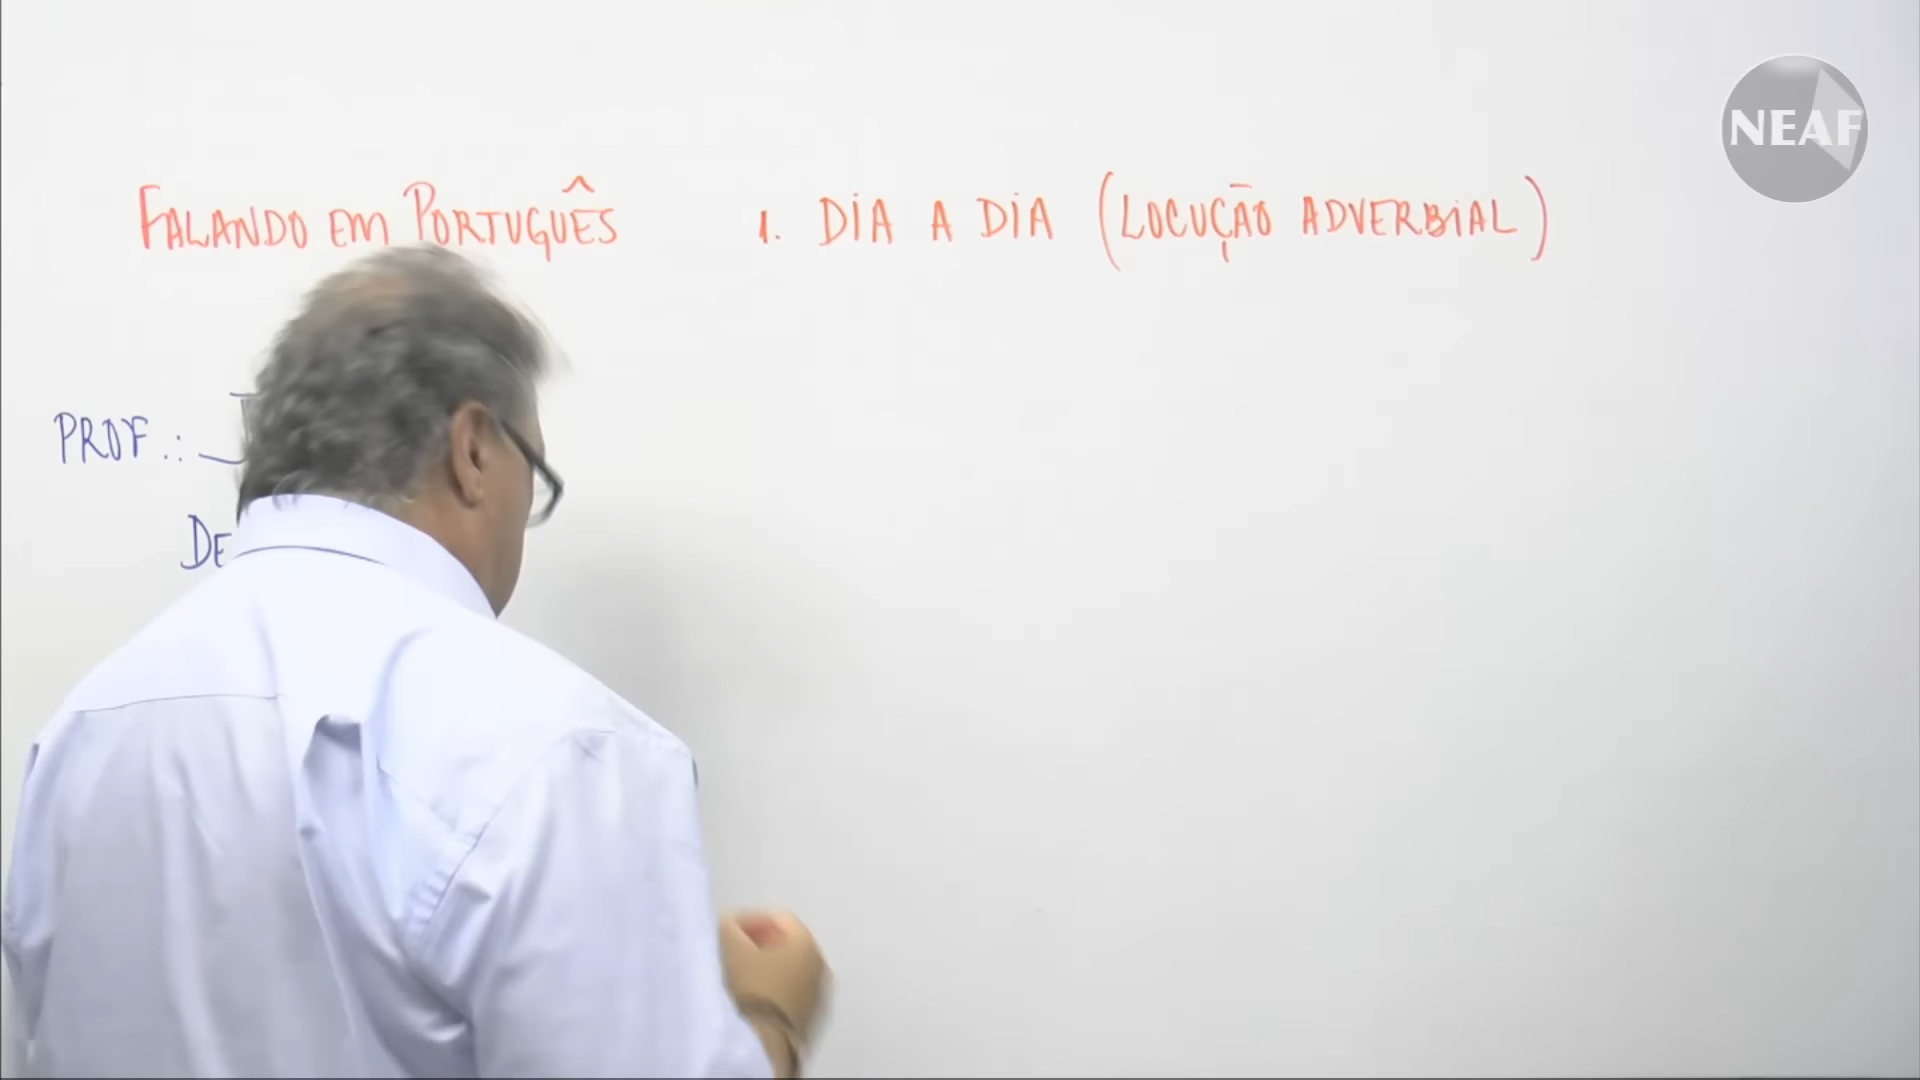 FALANDO EM PORTUGUÊS
1. DIA A DIA (LOCUÇÃO ADVERBIAL)
PROF.:
NEAF